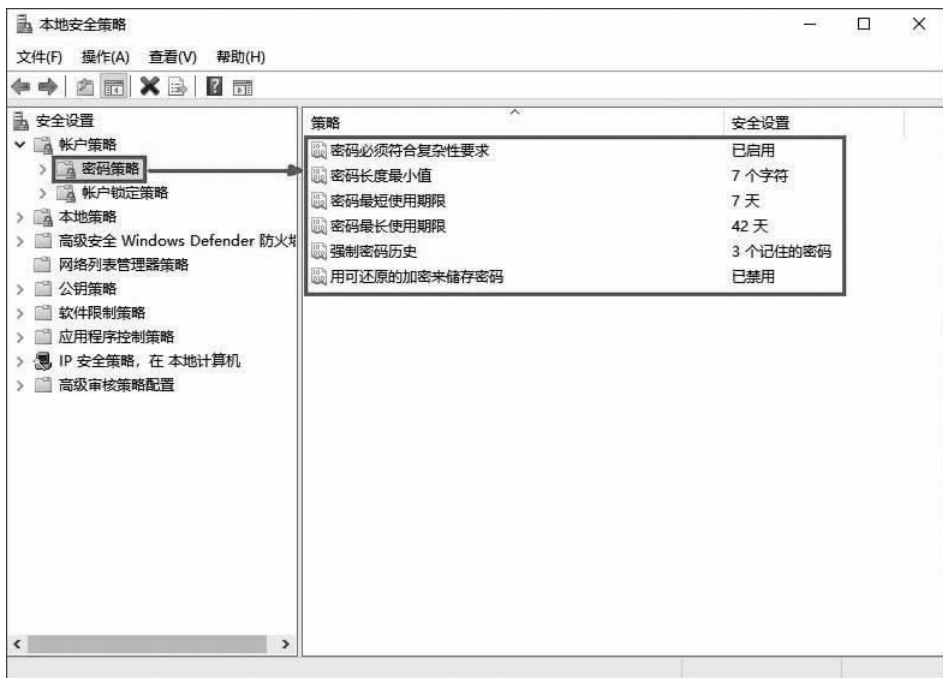 本地安全策略
文件(F) 操作(A) 查看(V) 帮助(H)
安全设置
帐户策略
密码策略
帐户锁定策略
本地策略
高级安全 Windows Defender 防火墙
网络列表管理器策略
公钥策略
软件限制策略
应用程序控制策略
IP 安全策略，在 本地计算机
高级审核策略配置
策略 安全设置
密码必须符合复杂性要求 已启用
密码长度最小值 7 个字符
密码最短使用期限 7 天
密码最长使用期限 42 天
强制密码历史 3 个记住的密码
用可还原的加密来储存密码 已禁用